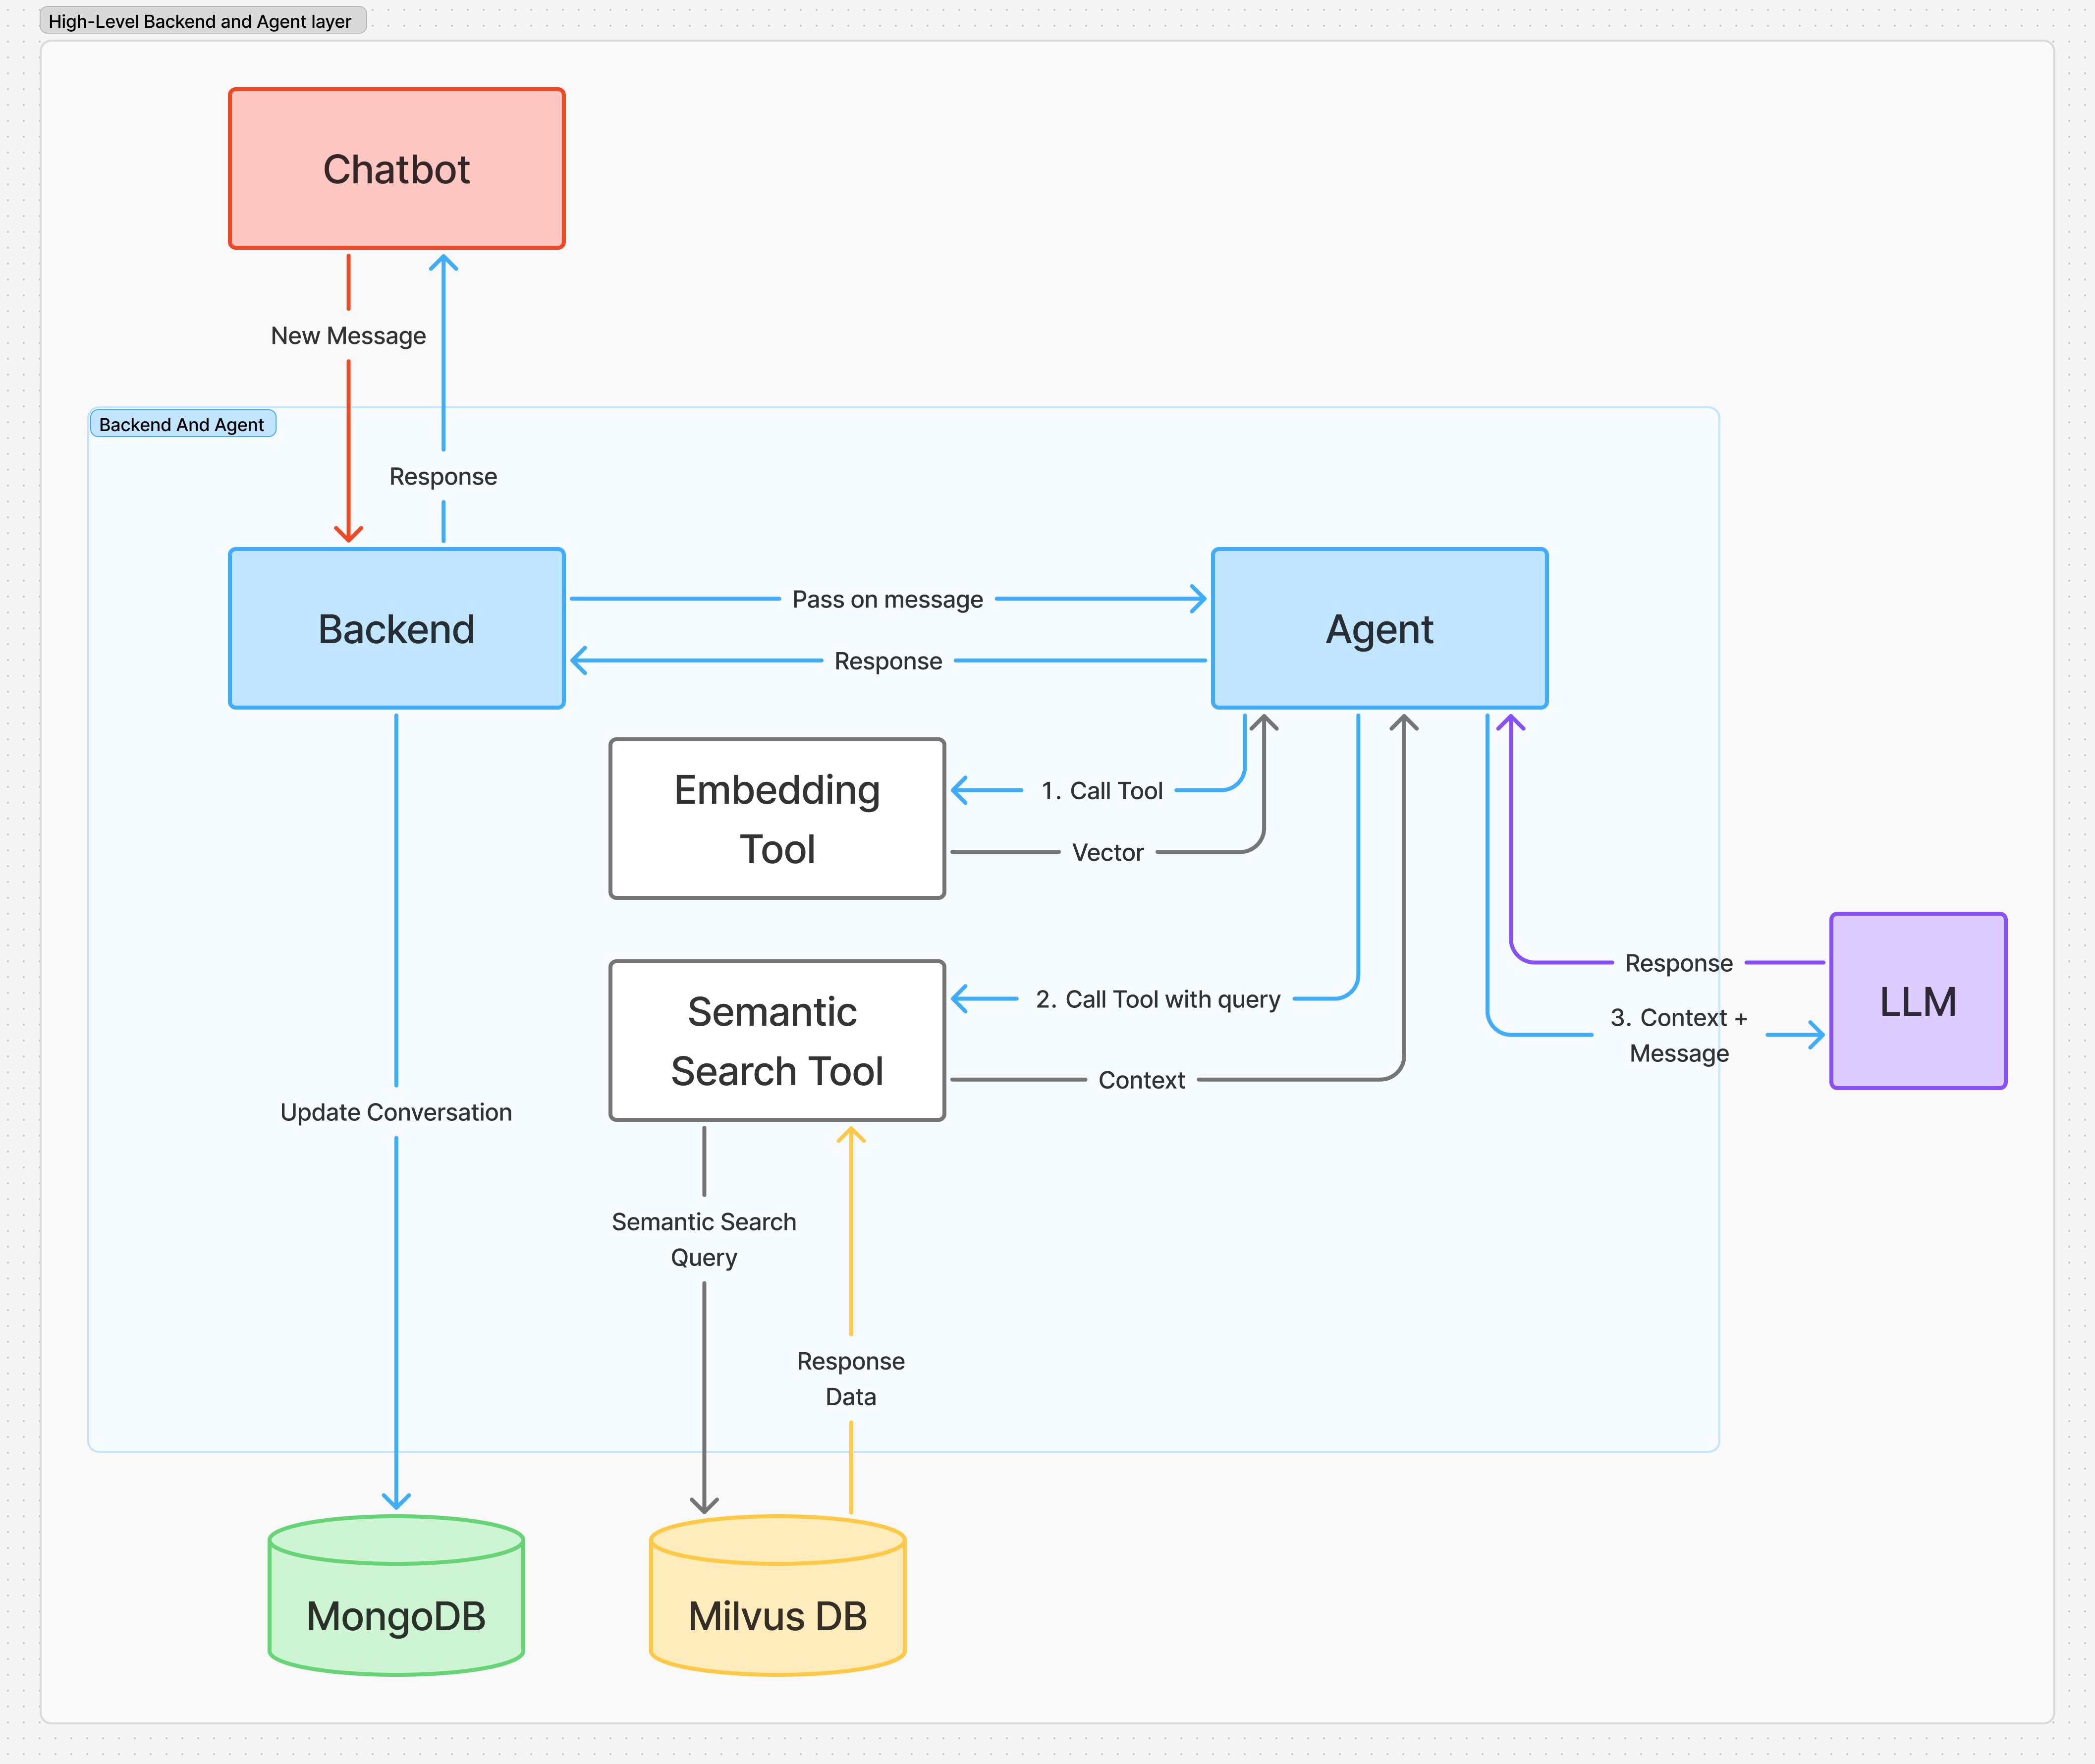 High-Level Backend and Agent layer
Chatbot
New Message
Backend And Agent
Response
Backend
Pass on message
Response
Agent
Embedding
Tool
1. Call Tool
Vector
Semantic
Search Tool
2. Call Tool with query
Context
Response
3. Context +
Message
LLM
Update Conversation
Semantic Search
Query
Response
Data
MongoDB
Milvus DB